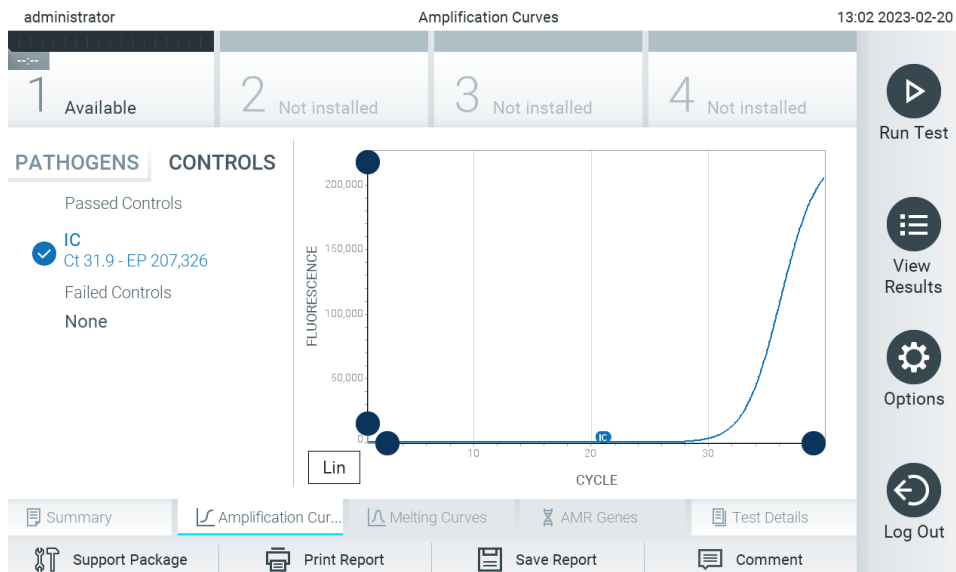 administrator
Amplification Curves
13:02 2023-02-20
--:--
1 Available
2 Not installed
3 Not installed
4 Not installed
Run Test
View
Results
Options
Log Out
PATHOGENS
CONTROLS
Passed Controls
IC
Ct 31.9 - EP 207,326
Failed Controls
None
FLUORESCENCE
200,000
150,000
100,000
50,000
0
IC
10
20
30
CYCLE
Lin
Summary
Amplification Cur...
Melting Curves
AMR Genes
Test Details
Support Package
Print Report
Save Report
Comment